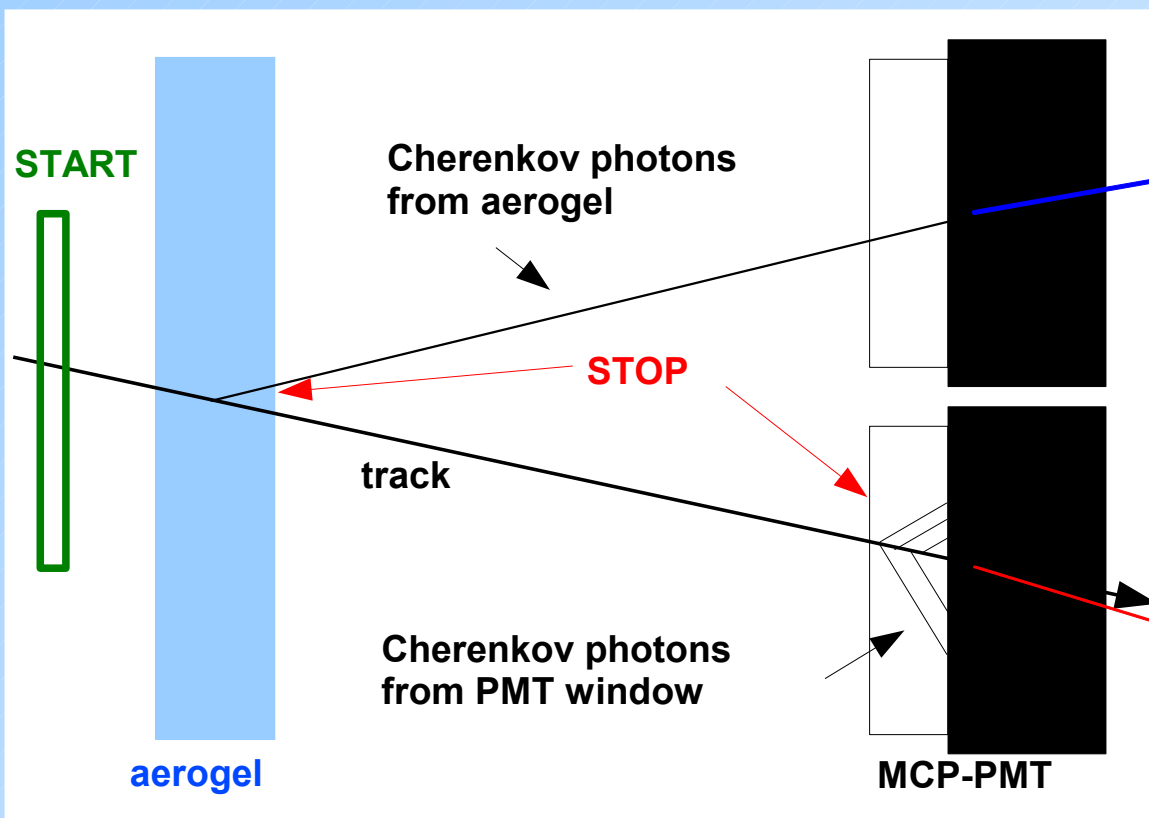 START
Cherenkov photons
from aerogel
STOP
track
Cherenkov photons
from PMT window
aerogel
MCP-PMT